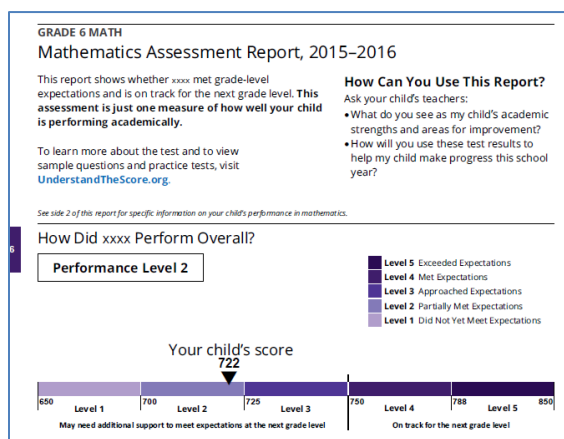 GRADE 6 MATH
Mathematics Assessment Report, 2015–2016
This report shows whether xxxx met grade-level
expectations and is on track for the next grade level. This
assessment is just one measure of how well your child
is performing academically.
To learn more about the test and to view
sample questions and practice tests, visit
UnderstandTheScore.org.
How Can You Use This Report?
Ask your child's teachers:
•What do you see as my child's academic
strengths and areas for improvement?
•How will you use these test results to
help my child make progress this school
year?
See side 2 of this report for specific information on your child's performance in mathematics.
6
How Did xxxx Perform Overall?
Performance Level 2
Level 5 Exceeded Expectations
Level 4 Met Expectations
Level 3 Approached Expectations
Level 2 Partially Met Expectations
Level 1 Did Not Yet Meet Expectations
Your child's score
722
650 700 725 750 788 850
Level 1 Level 2 Level 3 Level 4 Level 5
May need additional support to meet expectations at the next grade level On track for the next grade level